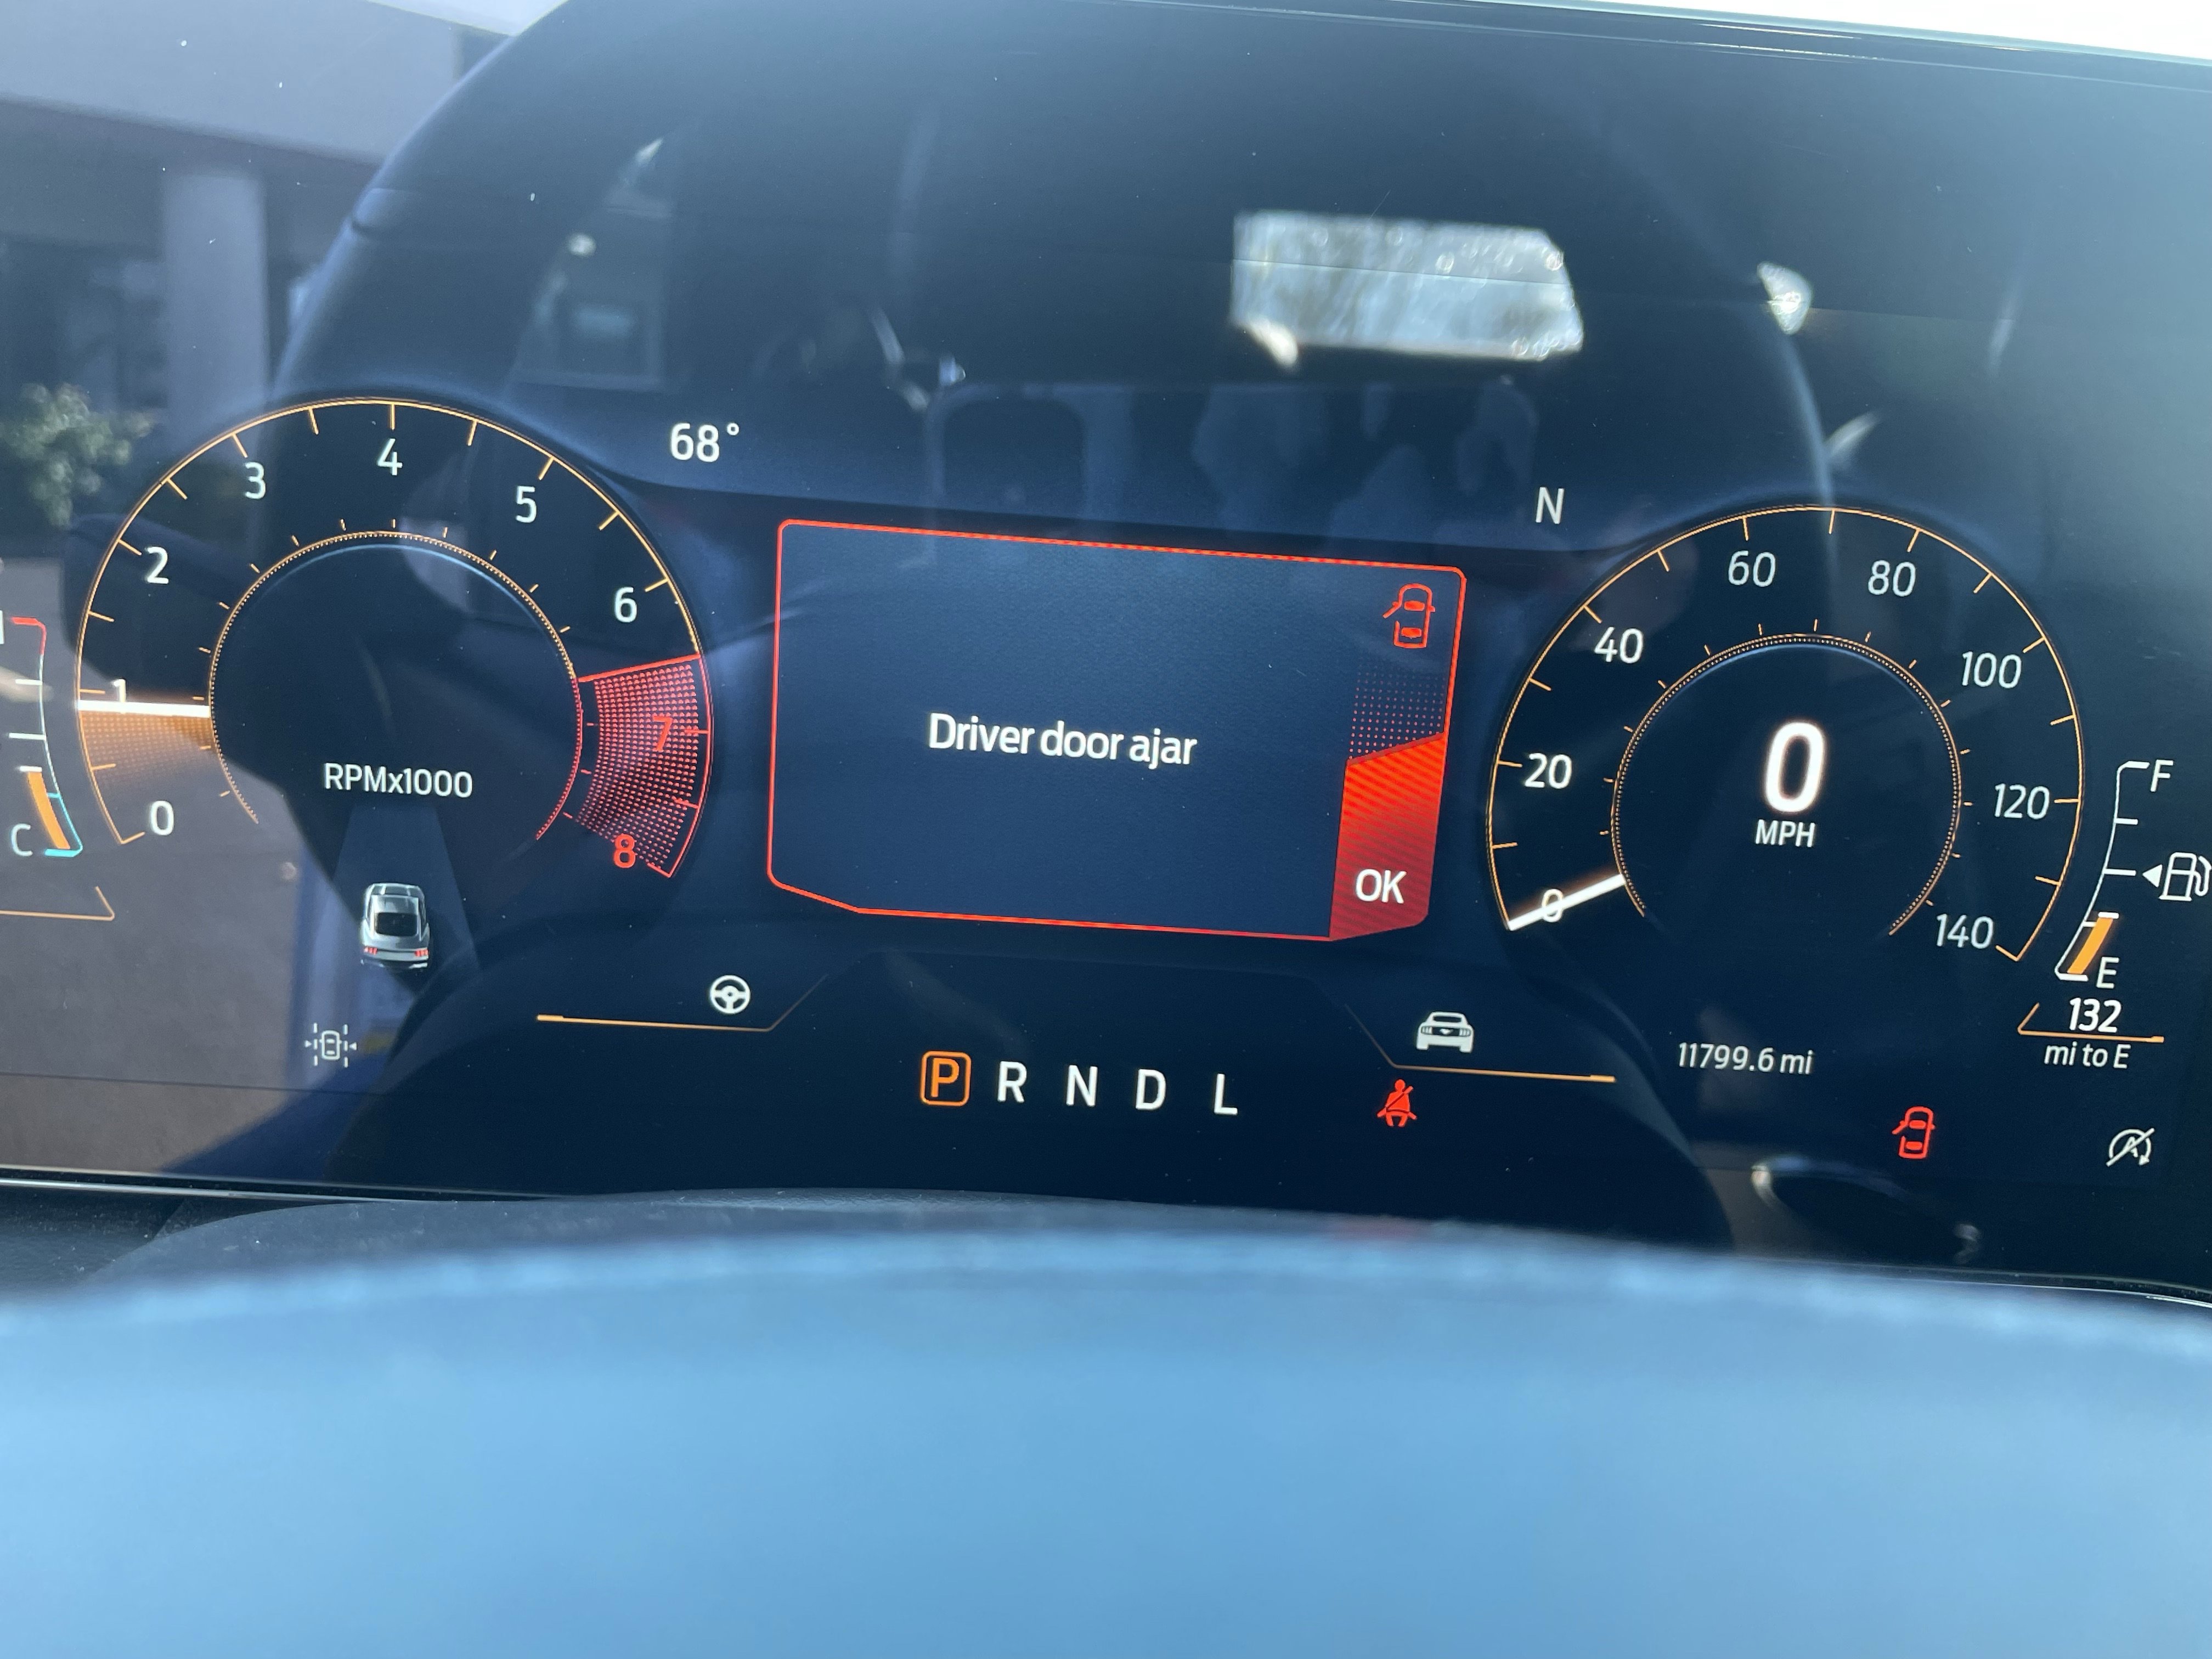 68°
N
0
1
2
3
4
5
6
7
8
RPMx1000
C
Driver door ajar
OK
0
20
40
60
80
100
120
140
0
MPH
F
E
132
mi to E
11799.6 mi
P R N D L